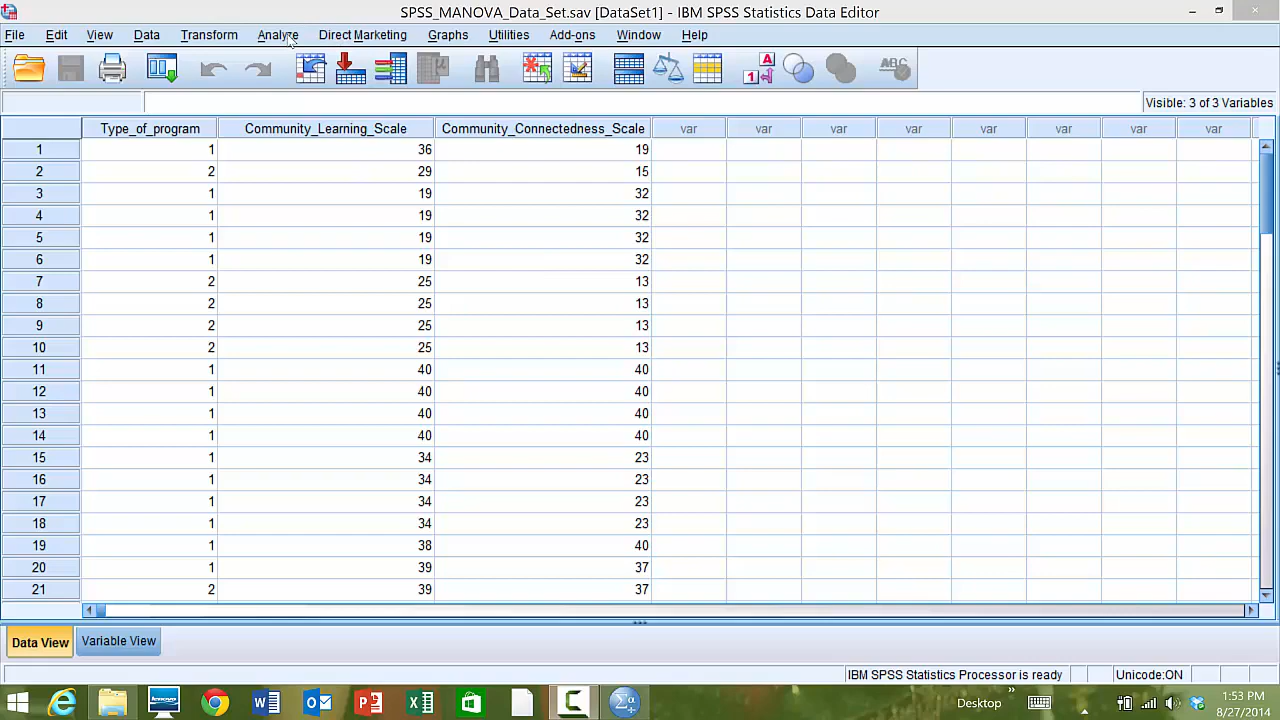 SPSS_MANOVA_Data_Set.sav [DataSet1] - IBM SPSS Statistics Data Editor
File Edit View Data Transform Analyze Direct Marketing Graphs Utilities Add-ons Window Help
Visible: 3 of 3 Variables
Type_of_program Community_Learning_Scale Community_Connectedness_Scale var var var var var var var var
1 1 36 19
2 2 29 15
3 1 19 32
4 1 19 32
5 1 19 32
6 1 19 32
7 2 25 13
8 2 25 13
9 2 25 13
10 2 25 13
11 1 40 40
12 1 40 40
13 1 40 40
14 1 40 40
15 1 34 23
16 1 34 23
17 1 34 23
18 1 34 23
19 1 38 40
20 1 39 37
21 2 39 37
Data View Variable View
IBM SPSS Statistics Processor is ready Unicode:ON
Desktop
1:53 PM
8/27/2014